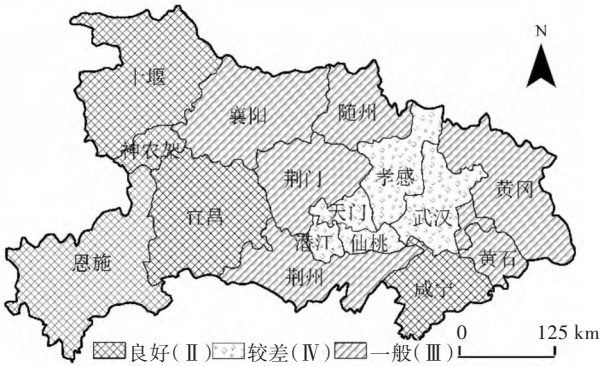 N
十堰
襄阳
随州
神农架
荆门
孝感
黄冈
宜昌
天门
武汉
潜江
仙桃
恩施
荆州
黄石
咸宁
良好(Ⅱ) 较差(Ⅳ) 一般(Ⅲ) 0 125 km